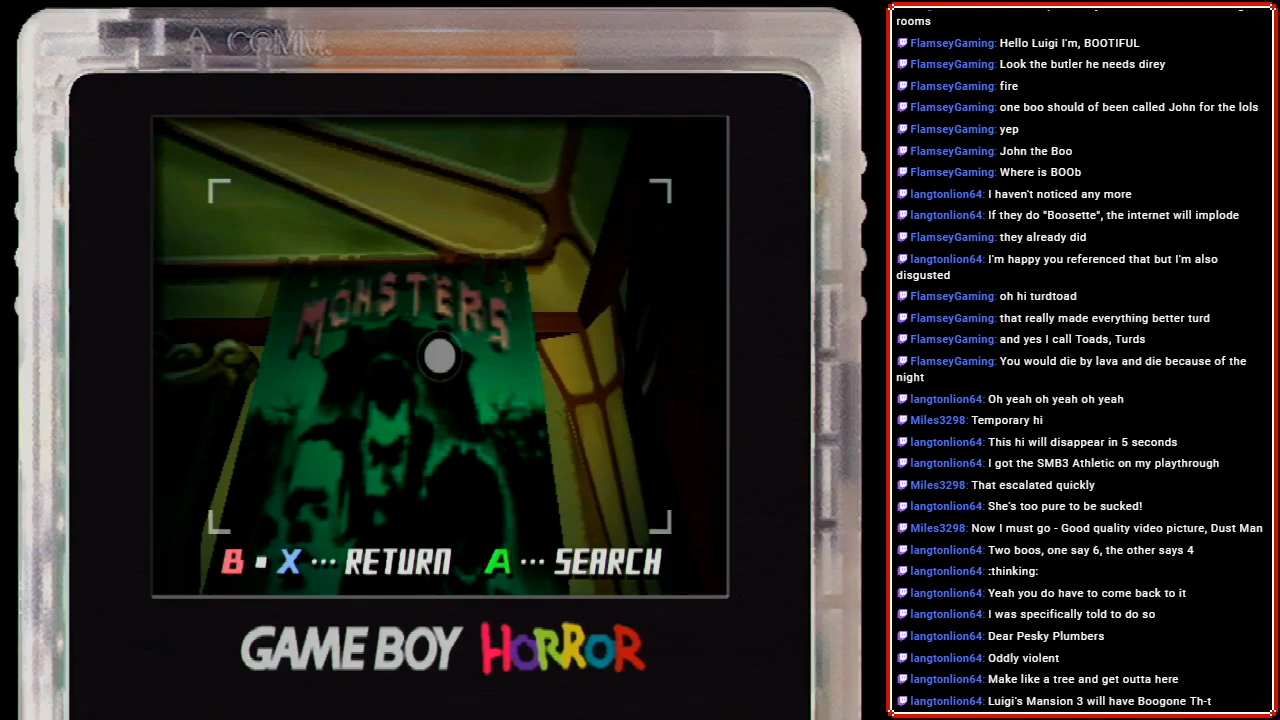 A COMM.
MONSTERS
B ▪ X ··· RETURN A ··· SEARCH
GAME BOY HORROR
rooms
FlamseyGaming: Hello Luigi I'm, BOOTIFUL
FlamseyGaming: Look the butler he needs direy
FlamseyGaming: fire
FlamseyGaming: one boo should of been called John for the lols
FlamseyGaming: yep
FlamseyGaming: John the Boo
FlamseyGaming: Where is BOOb
langtonlion64: I haven't noticed any more
langtonlion64: If they do "Boosette", the internet will implode
FlamseyGaming: they already did
langtonlion64: I'm happy you referenced that but I'm also
disgusted
FlamseyGaming: oh hi turdtoad
FlamseyGaming: that really made everything better turd
FlamseyGaming: and yes I call Toads, Turds
FlamseyGaming: You would die by lava and die because of the
night
langtonlion64: Oh yeah oh yeah oh yeah
Miles3298: Temporary hi
langtonlion64: This hi will disappear in 5 seconds
langtonlion64: I got the SMB3 Athletic on my playthrough
Miles3298: That escalated quickly
langtonlion64: She's too pure to be sucked!
Miles3298: Now I must go - Good quality video picture, Dust Man
langtonlion64: Two boos, one say 6, the other says 4
langtonlion64: :thinking:
langtonlion64: Yeah you do have to come back to it
langtonlion64: I was specifically told to do so
langtonlion64: Dear Pesky Plumbers
langtonlion64: Oddly violent
langtonlion64: Make like a tree and get outta here
langtonlion64: Luigi's Mansion 3 will have Boogone Th-t